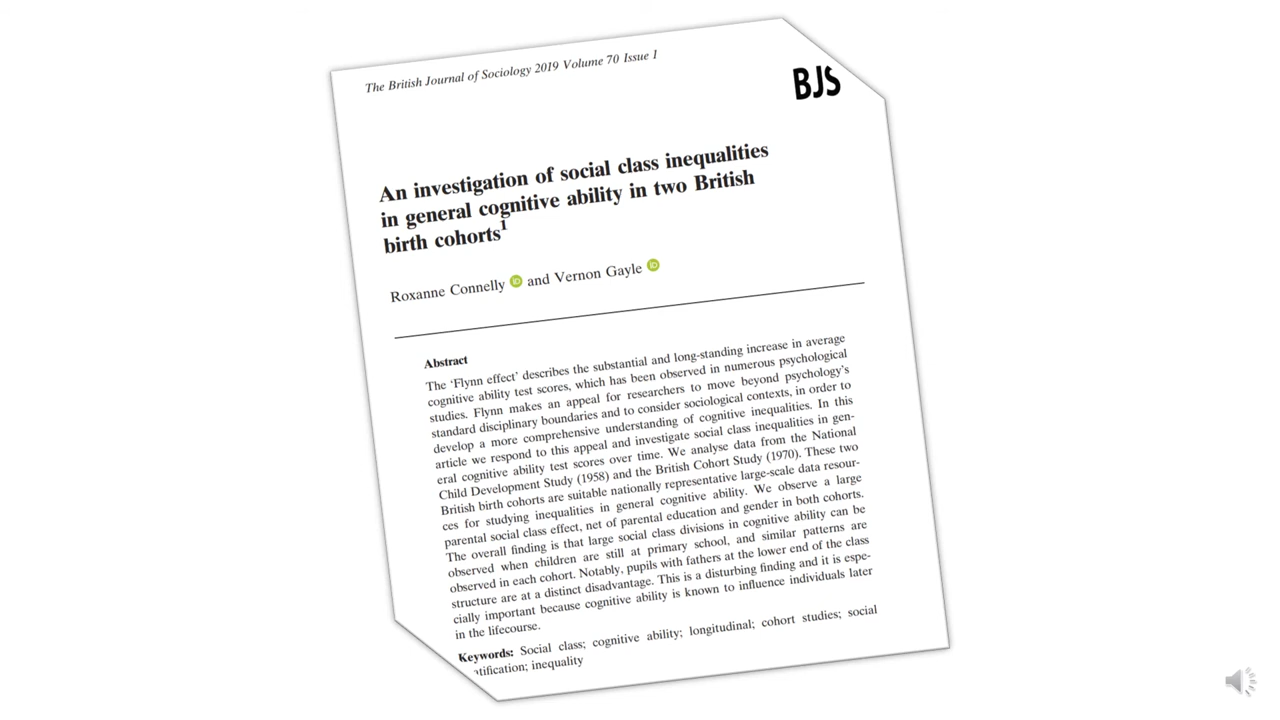 The British Journal of Sociology 2019 Volume 70 Issue 1
BJS
An investigation of social class inequalities
in general cognitive ability in two British
birth cohorts1
Roxanne Connelly iD and Vernon Gayle iD
Abstract
The ‘Flynn effect’ describes the substantial and long-standing increase in average
cognitive ability test scores, which has been observed in numerous psychological
studies. Flynn makes an appeal for researchers to move beyond psychology’s
standard disciplinary boundaries and to consider sociological contexts, in order to
develop a more comprehensive understanding of cognitive inequalities. In this
article we respond to this appeal and investigate social class inequalities in gen-
eral cognitive ability test scores over time. We analyse data from the National
Child Development Study (1958) and the British Cohort Study (1970). These two
British birth cohorts are suitable nationally representative large-scale data resour-
ces for studying inequalities in general cognitive ability. We observe a large
parental social class effect, net of parental education and gender in both cohorts.
The overall finding is that large social class divisions in cognitive ability can be
observed when children are still at primary school, and similar patterns are
observed in each cohort. Notably, pupils with fathers at the lower end of the class
structure are at a distinct disadvantage. This is a disturbing finding and it is espe-
cially important because cognitive ability is known to influence individuals later
in the lifecourse.
Keywords: Social class; cognitive ability; longitudinal; cohort studies; social
tification; inequality